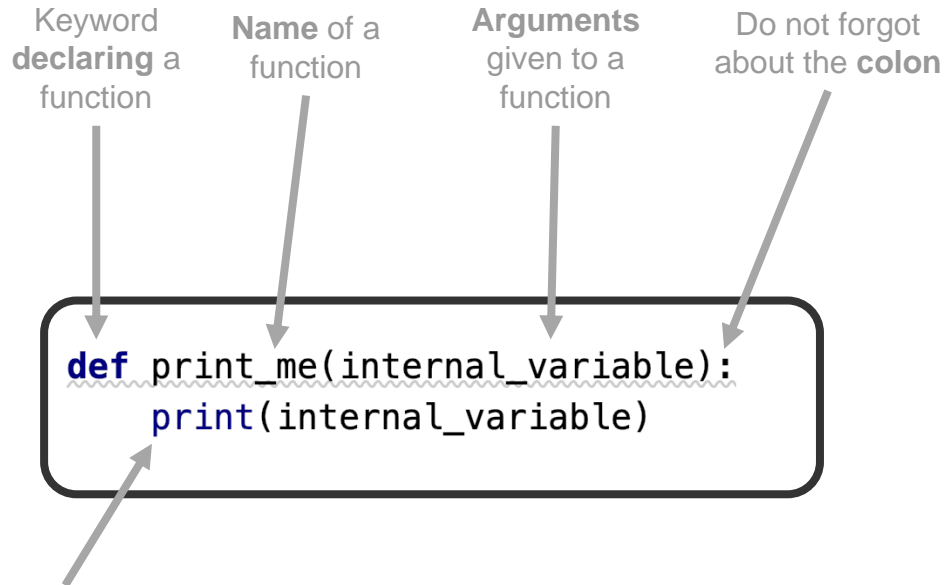 Keyword
declaring a
function
Name of a
function
Arguments
given to a
function
Do not forgot
about the colon
def print_me(internal_variable):
    print(internal_variable)